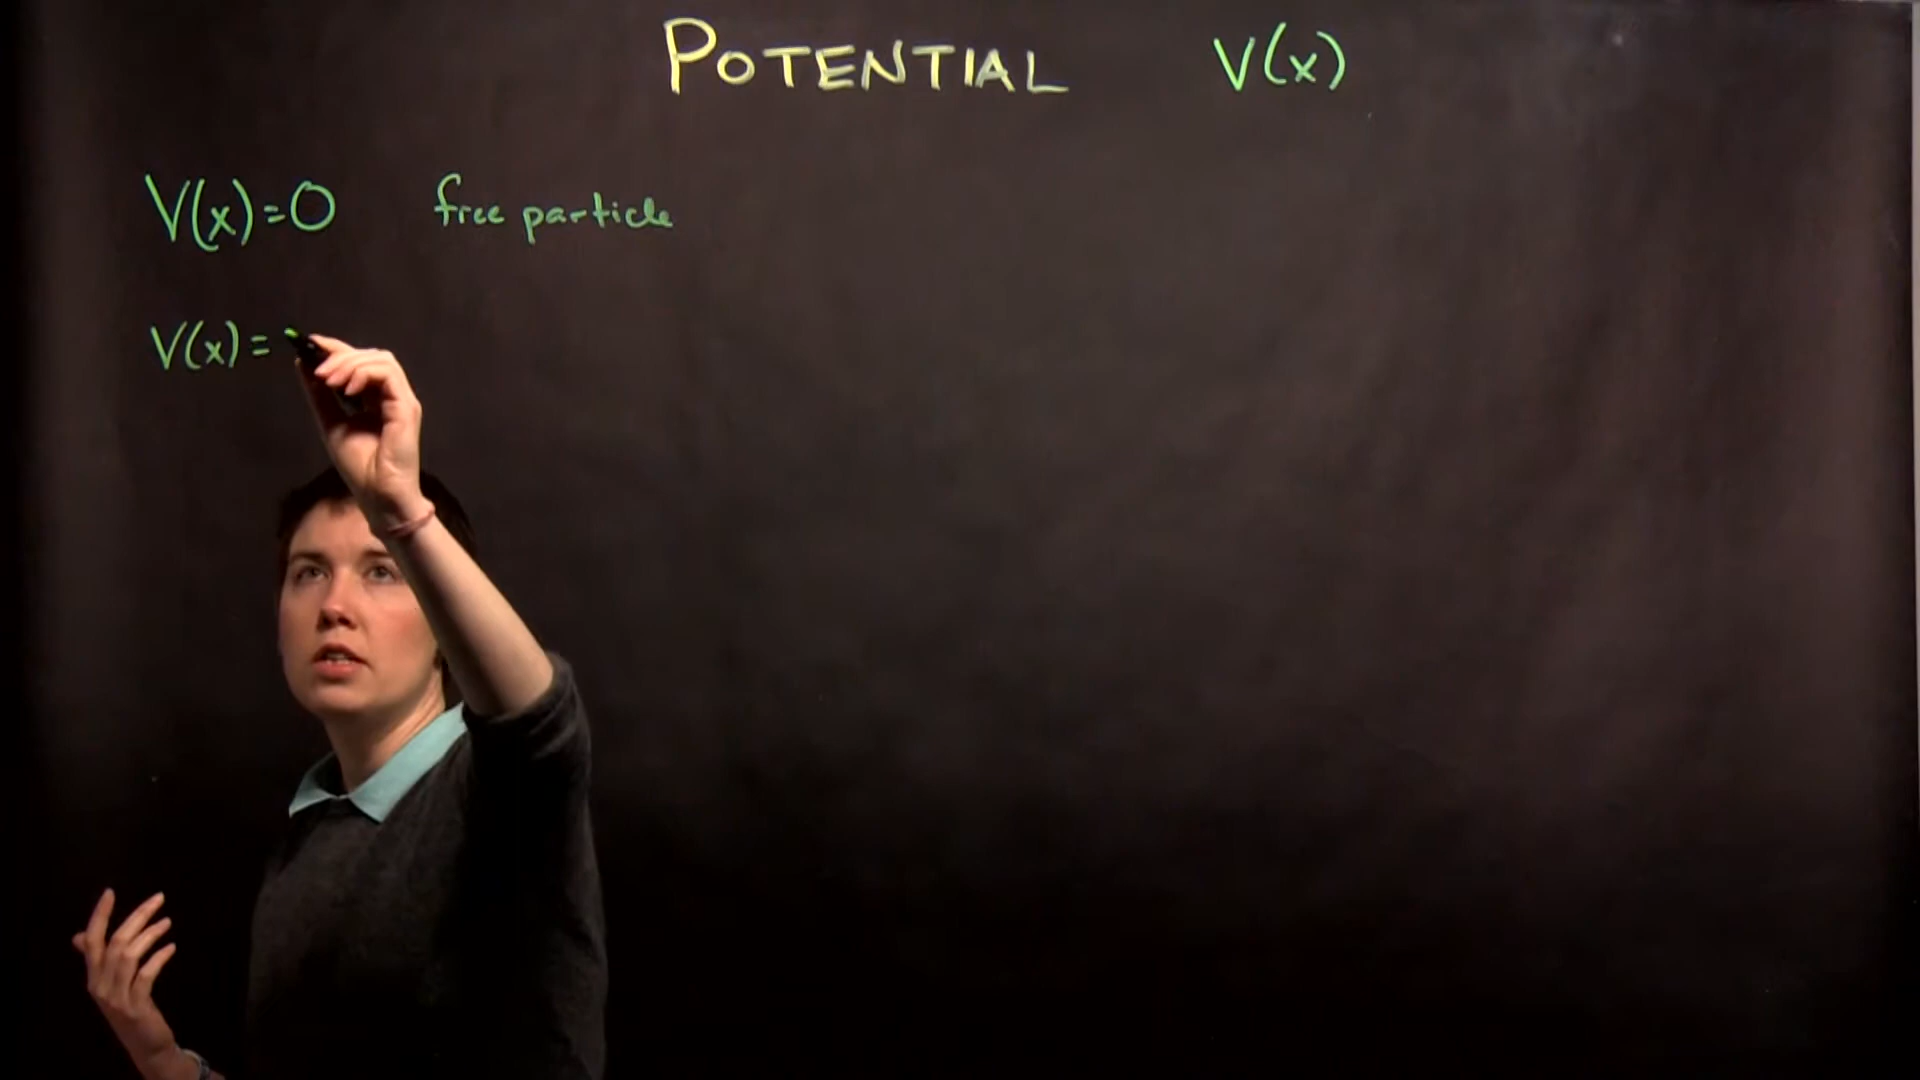 POTENTIAL V(x)
V(x)=0 free particle
V(x)=